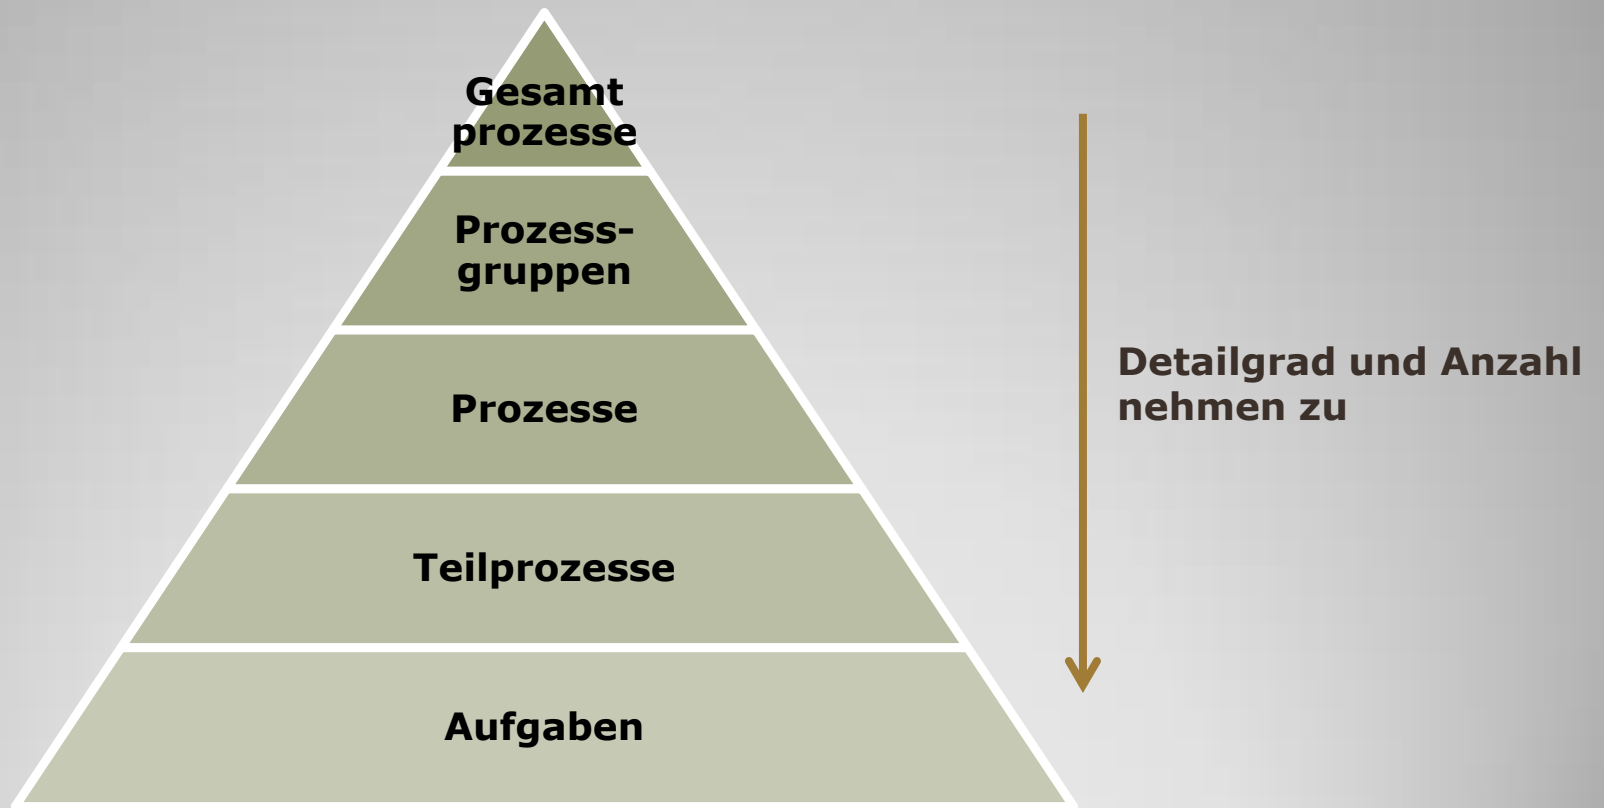 Gesamt
prozesse
Prozess-
gruppen
Prozesse
Teilprozesse
Aufgaben
Detailgrad und Anzahl
nehmen zu